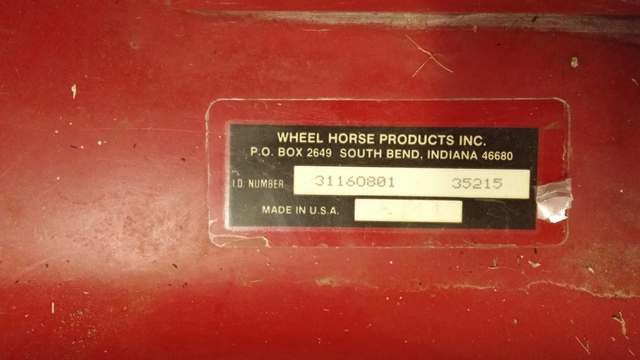 WHEEL HORSE PRODUCTS INC.
P.O. BOX 2649 SOUTH BEND, INDIANA 46680
I.D. NUMBER 31160801 35215
MADE IN U.S.A.